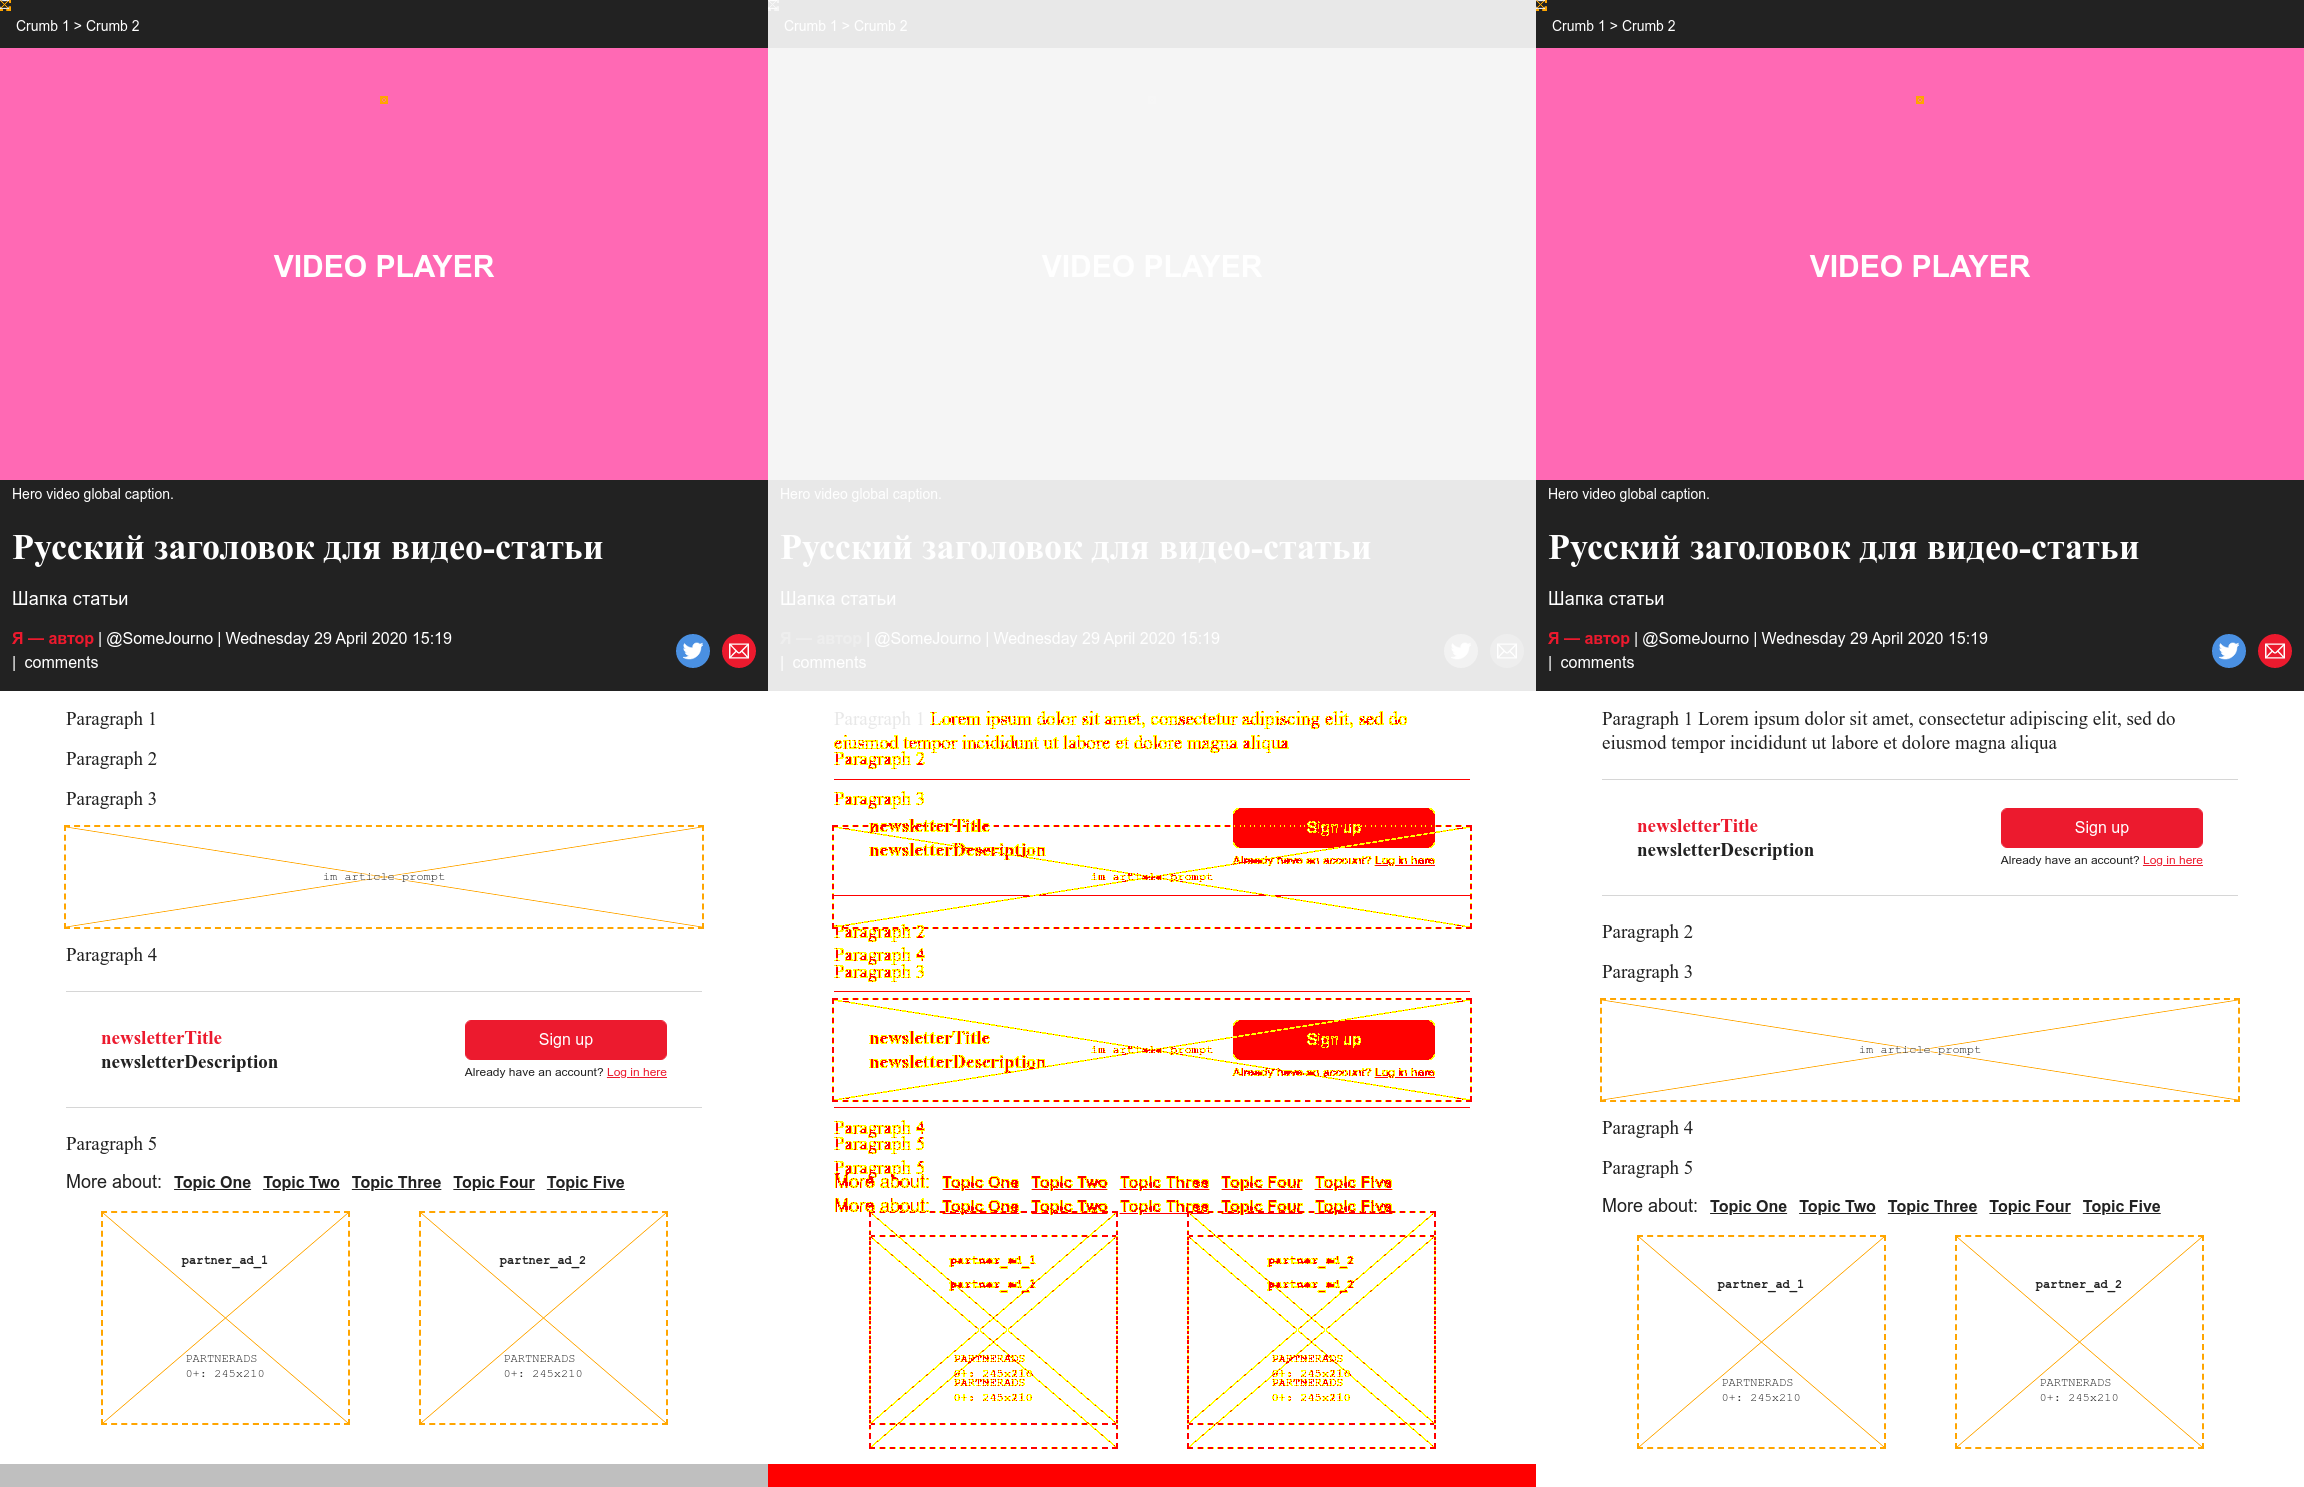 Crumb 1 > Crumb 2
VIDEO PLAYER
Hero video global caption.
Русский заголовок для видео-статьи
Шапка статьи
Я — автор | @SomeJourno | Wednesday 29 April 2020 15:19
| comments
Paragraph 1
Paragraph 2
Paragraph 3
im article prompt
Paragraph 4
newsletterTitle
newsletterDescription
Sign up
Already have an account? Log in here
Paragraph 5
More about: Topic One Topic Two Topic Three Topic Four Topic Five
partner_ad_1
PARTNERADS
0+: 245x210
partner_ad_2
PARTNERADS
0+: 245x210
Crumb 1 > Crumb 2
VIDEO PLAYER
Hero video global caption.
Русский заголовок для видео-статьи
Шапка статьи
Я — автор | @SomeJourno | Wednesday 29 April 2020 15:19
| comments
Paragraph 1 Lorem ipsum dolor sit amet, consectetur adipiscing elit, sed do
eiusmod tempor incididunt ut labore et dolore magna aliqua
Paragraph 2
Paragraph 3
newsletterTitle
newsletterDescription
Sign up
Already have an account? Log in here
im article prompt
Paragraph 2
Paragraph 4
Paragraph 3
newsletterTitle
newsletterDescription
im article prompt
Sign up
Already have an account? Log in here
Paragraph 4
Paragraph 5
Paragraph 5
More about: Topic One Topic Two Topic Three Topic Four Topic Five
More about: Topic One Topic Two Topic Three Topic Four Topic Five
partner_ad_1
partner_ad_1
PARTNERADS
0+: 245x210
PARTNERADS
0+: 245x210
partner_ad_2
partner_ad_2
PARTNERADS
0+: 245x210
PARTNERADS
0+: 245x210
Crumb 1 > Crumb 2
VIDEO PLAYER
Hero video global caption.
Русский заголовок для видео-статьи
Шапка статьи
Я — автор | @SomeJourno | Wednesday 29 April 2020 15:19
| comments
Paragraph 1 Lorem ipsum dolor sit amet, consectetur adipiscing elit, sed do
eiusmod tempor incididunt ut labore et dolore magna aliqua
newsletterTitle
newsletterDescription
Sign up
Already have an account? Log in here
Paragraph 2
Paragraph 3
im article prompt
Paragraph 4
Paragraph 5
More about: Topic One Topic Two Topic Three Topic Four Topic Five
partner_ad_1
PARTNERADS
0+: 245x210
partner_ad_2
PARTNERADS
0+: 245x210